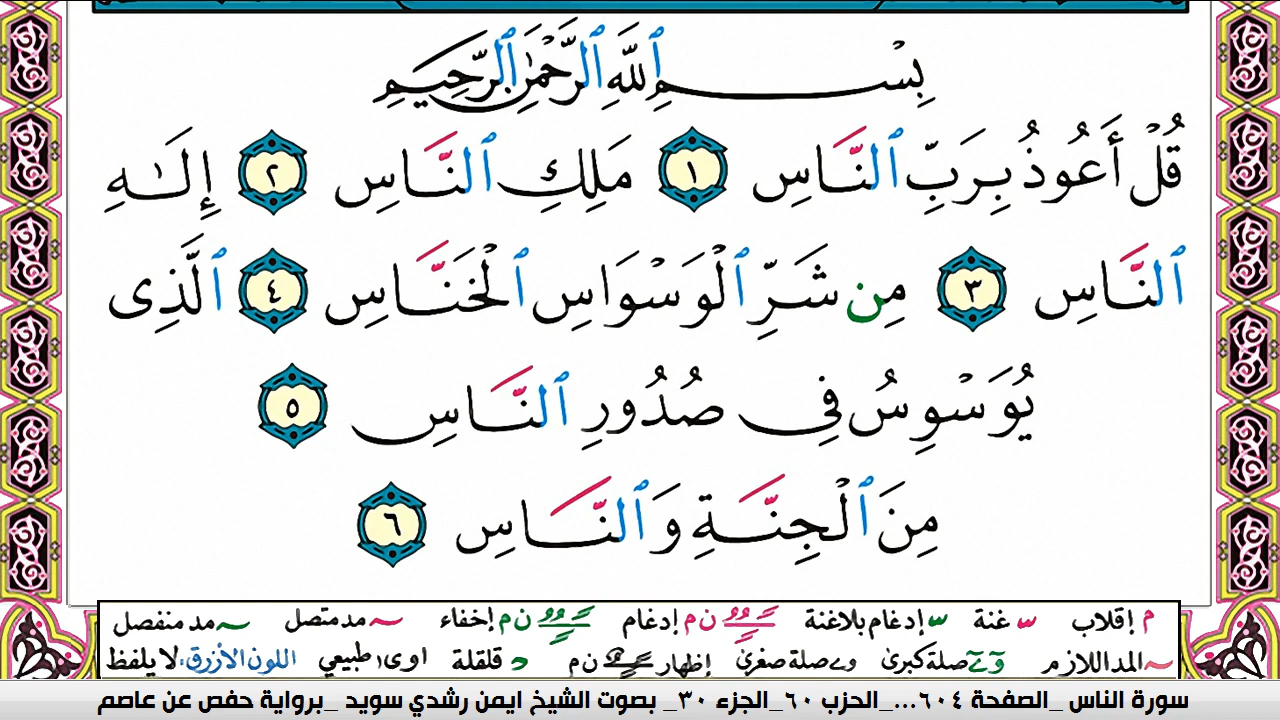 بِسْمِ ٱللَّهِ ٱلرَّحْمَٰنِ ٱلرَّحِيمِ
قُلْ أَعُوذُ بِرَبِّ ٱلنَّاسِ ١ مَلِكِ ٱلنَّاسِ ٢ إِلَـٰهِ
ٱلنَّاسِ ٣ مِن شَرِّ ٱلْوَسْوَاسِ ٱلْخَنَّاسِ ٤ ٱلَّذِى
يُوَسْوِسُ فِى صُدُورِ ٱلنَّاسِ ٥
مِنَ ٱلْجِنَّةِ وَٱلنَّاسِ ٦
م إقلاب غنة إدغام بلاغنة ن م إدغام ن م إخفاء مد متصل مد منفصل
المد اللازم صلة كبرى صلة صغرى إظهار ن م قلقلة اوى طبيعي اللون الأزرق: لا يلفظ
سورة الناس _الصفحة ٦٠٤..._الحزب ٦٠_الجزء ٣٠_ بصوت الشيخ ايمن رشدي سويد _برواية حفص عن عاصم